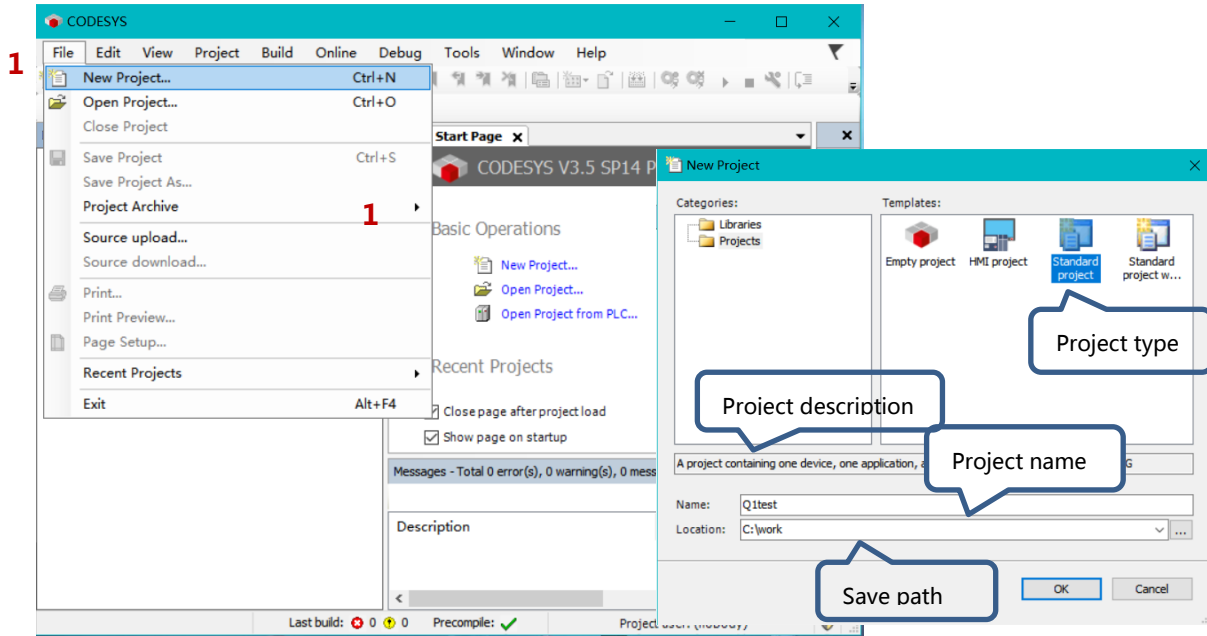 CODESYS
File Edit View Project Build Online Debug Tools Window Help
1
New Project... Ctrl+N
Open Project... Ctrl+O
Close Project
Save Project Ctrl+S
Save Project As...
Project Archive
1
Source upload...
Source download...
Print...
Print Preview...
Page Setup...
Recent Projects
Exit Alt+F4
Start Page
CODESYS V3.5 SP14 P
Basic Operations
New Project...
Open Project...
Open Project from PLC...
Recent Projects
Close page after project load
Show page on startup
Messages - Total 0 error(s), 0 warning(s), 0 mess
Description
Last build: 0 0 Precompile: Project user: (nobody)
New Project
Categories: Templates:
Libraries
Projects
Empty project HMI project Standard project Standard project w...
Project type
Project description
A project containing one device, one application, a
Project name
G
Name: Q1test
Location: C:\work ...
Save path
OK Cancel